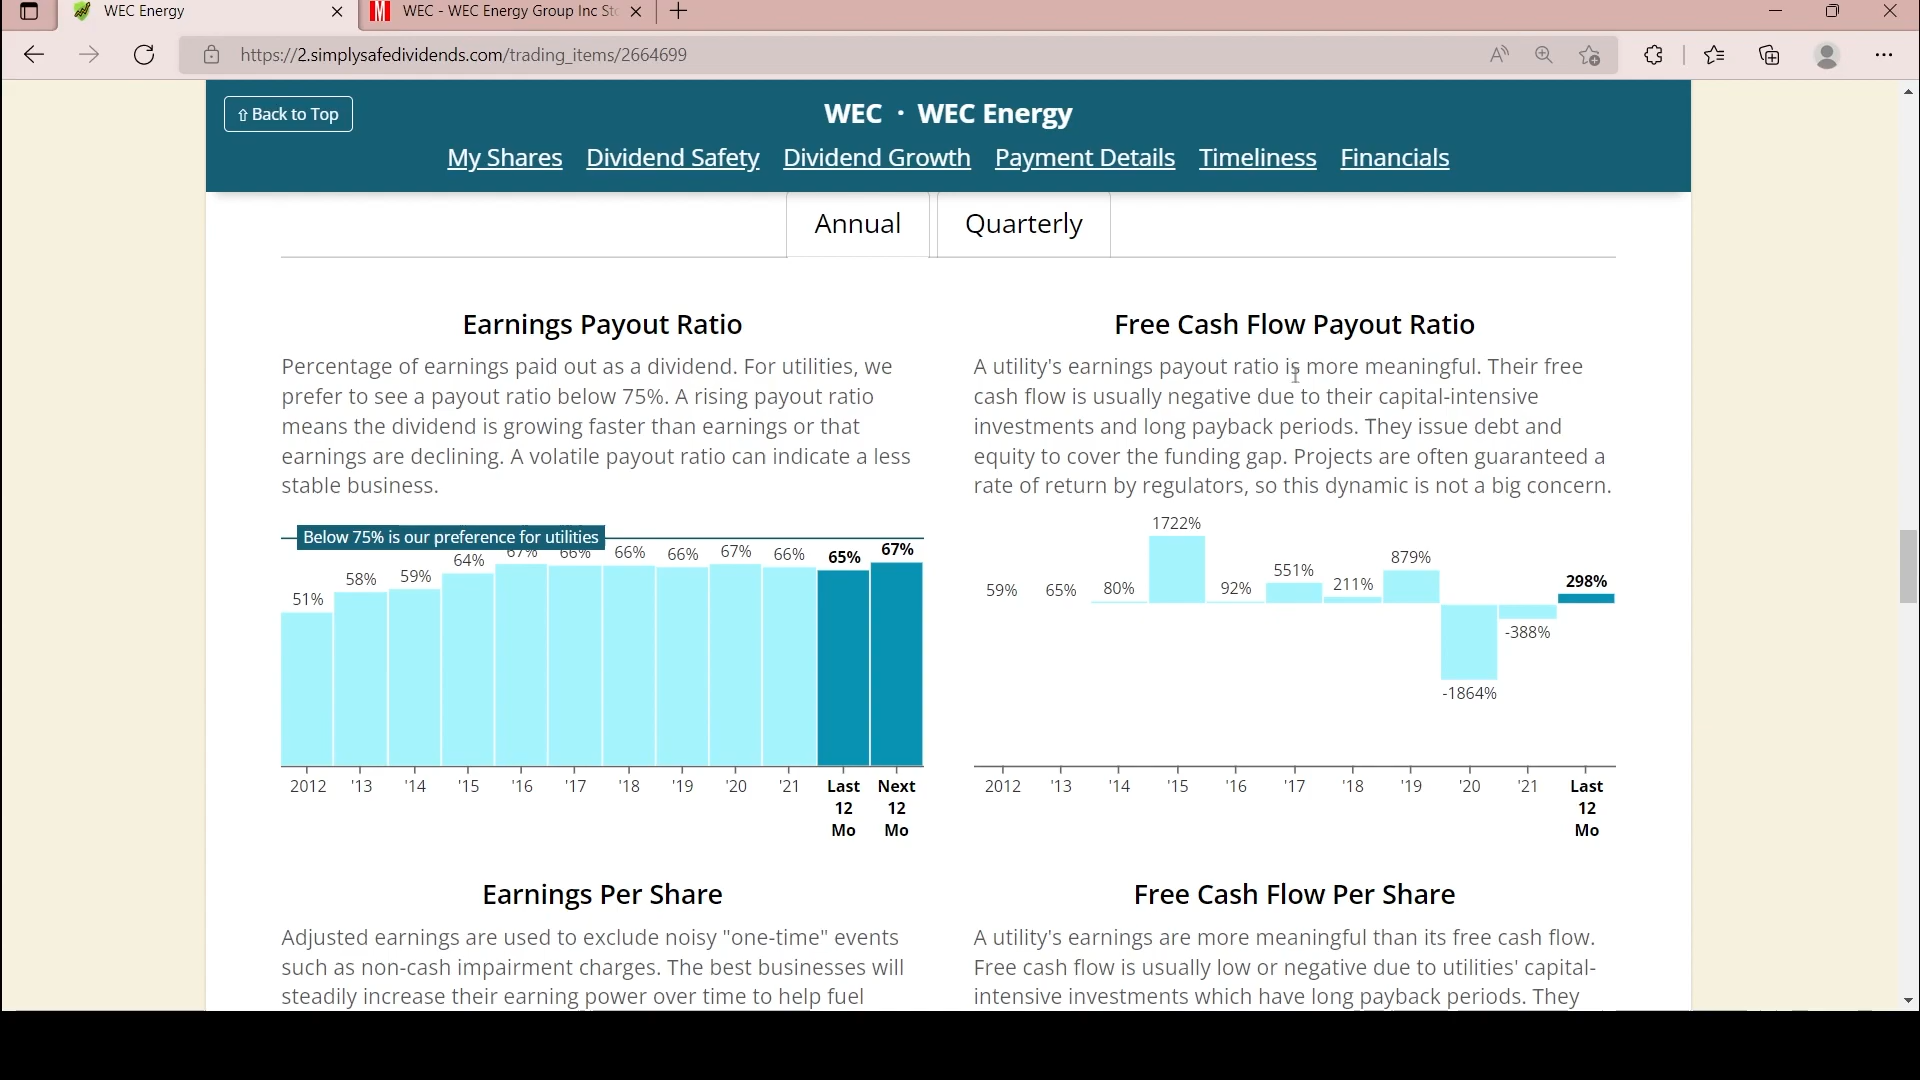 WEC Energy
WEC - WEC Energy Group Inc Sto
https://2.simplysafedividends.com/trading_items/2664699
⇧ Back to Top
WEC · WEC Energy
My Shares Dividend Safety Dividend Growth Payment Details Timeliness Financials
Annual Quarterly
Earnings Payout Ratio
Percentage of earnings paid out as a dividend. For utilities, we
prefer to see a payout ratio below 75%. A rising payout ratio
means the dividend is growing faster than earnings or that
earnings are declining. A volatile payout ratio can indicate a less
stable business.
Below 75% is our preference for utilities
51% 58% 59% 64% 67% 66% 66% 66% 67% 66% 65% 67%
2012 '13 '14 '15 '16 '17 '18 '19 '20 '21 Last Next
12 12
Mo Mo
Free Cash Flow Payout Ratio
A utility's earnings payout ratio is more meaningful. Their free
cash flow is usually negative due to their capital-intensive
investments and long payback periods. They issue debt and
equity to cover the funding gap. Projects are often guaranteed a
rate of return by regulators, so this dynamic is not a big concern.
59% 65% 80% 1722% 92% 551% 211% 879% -1864% -388% 298%
2012 '13 '14 '15 '16 '17 '18 '19 '20 '21 Last
12
Mo
Earnings Per Share
Adjusted earnings are used to exclude noisy "one-time" events
such as non-cash impairment charges. The best businesses will
steadily increase their earning power over time to help fuel
Free Cash Flow Per Share
A utility's earnings are more meaningful than its free cash flow.
Free cash flow is usually low or negative due to utilities' capital-
intensive investments which have long payback periods. They